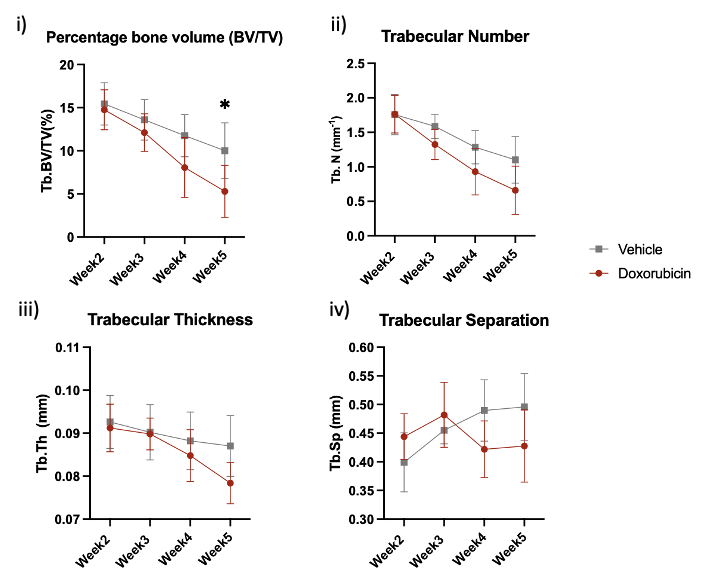 i)
Percentage bone volume (BV/TV)
Tb.BV/TV(%)
20
15
10
5
0
*
Week2
Week3
Week4
Week5
ii)
Trabecular Number
Tb. N (mm-1)
2.5
2.0
1.5
1.0
0.5
0.0
Week2
Week3
Week4
Week5
Vehicle
Doxorubicin
iii)
Trabecular Thickness
Tb.Th (mm)
0.11
0.10
0.09
0.08
0.07
Week2
Week3
Week4
Week5
iv)
Trabecular Separation
Tb.Sp (mm)
0.60
0.55
0.50
0.45
0.40
0.35
0.30
Week2
Week3
Week4
Week5